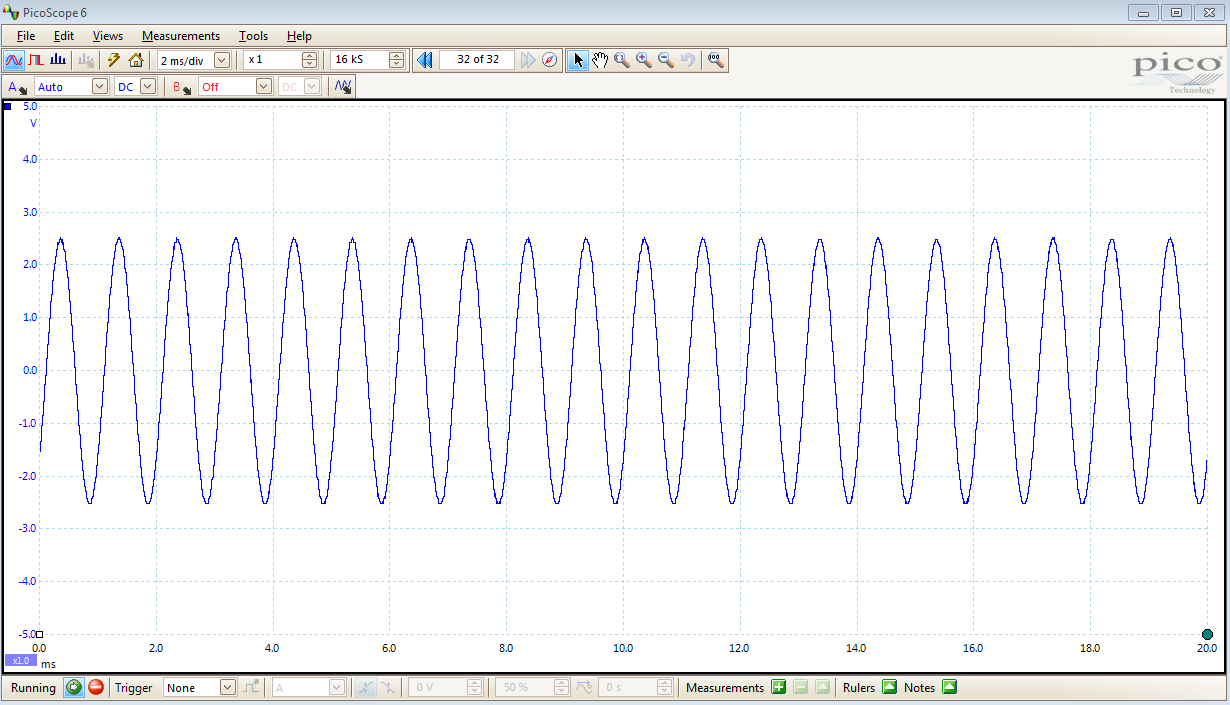 PicoScope 6
File Edit Views Measurements Tools Help
2 ms/div x 1 16 kS 32 of 32
pico
Technology
A Auto DC B Off DC
5.0
V
4.0
3.0
2.0
1.0
0.0
-1.0
-2.0
-3.0
-4.0
-5.0
0.0 2.0 4.0 6.0 8.0 10.0 12.0 14.0 16.0 18.0 20.0
x1.0 ms
Running Trigger None A 0 V 50 % 0 s Measurements Rulers Notes